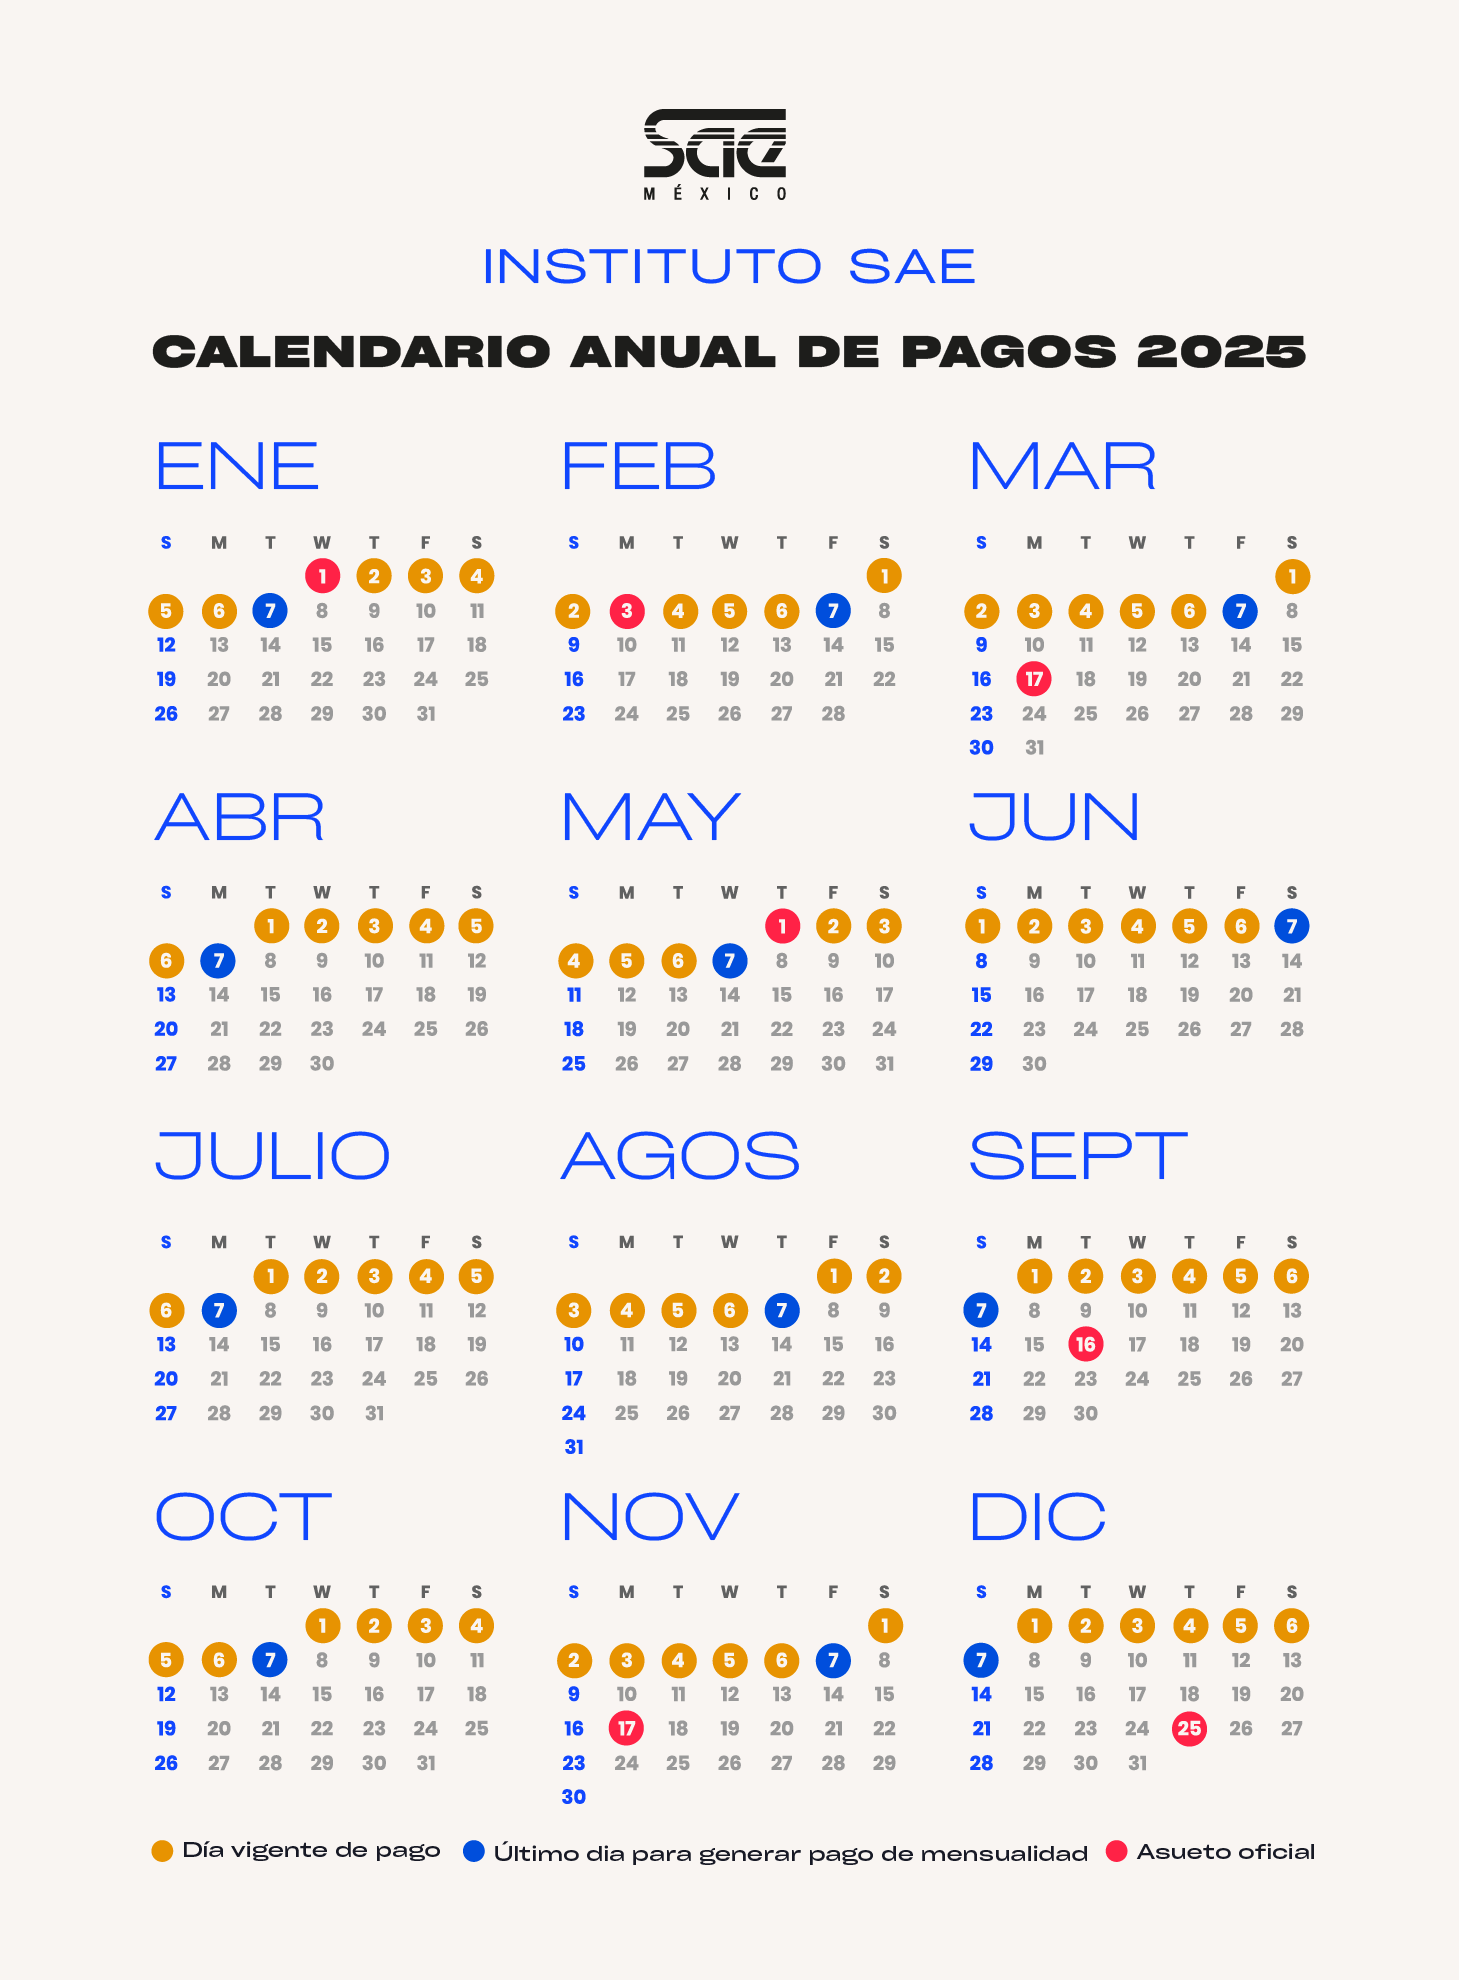 sae
MÉXICO
INSTITUTO SAE
CALENDARIO ANUAL DE PAGOS 2025
ENE
S M T W T F S
1 2 3 4
5 6 7 8 9 10 11
12 13 14 15 16 17 18
19 20 21 22 23 24 25
26 27 28 29 30 31
FEB
S M T W T F S
1
2 3 4 5 6 7 8
9 10 11 12 13 14 15
16 17 18 19 20 21 22
23 24 25 26 27 28
MAR
S M T W T F S
1
2 3 4 5 6 7 8
9 10 11 12 13 14 15
16 17 18 19 20 21 22
23 24 25 26 27 28 29
30 31
ABR
S M T W T F S
1 2 3 4 5
6 7 8 9 10 11 12
13 14 15 16 17 18 19
20 21 22 23 24 25 26
27 28 29 30
MAY
S M T W T F S
1 2 3
4 5 6 7 8 9 10
11 12 13 14 15 16 17
18 19 20 21 22 23 24
25 26 27 28 29 30 31
JUN
S M T W T F S
1 2 3 4 5 6 7
8 9 10 11 12 13 14
15 16 17 18 19 20 21
22 23 24 25 26 27 28
29 30
JULIO
S M T W T F S
1 2 3 4 5
6 7 8 9 10 11 12
13 14 15 16 17 18 19
20 21 22 23 24 25 26
27 28 29 30 31
AGOS
S M T W T F S
1 2
3 4 5 6 7 8 9
10 11 12 13 14 15 16
17 18 19 20 21 22 23
24 25 26 27 28 29 30
31
SEPT
S M T W T F S
1 2 3 4 5 6
7 8 9 10 11 12 13
14 15 16 17 18 19 20
21 22 23 24 25 26 27
28 29 30
OCT
S M T W T F S
1 2 3 4
5 6 7 8 9 10 11
12 13 14 15 16 17 18
19 20 21 22 23 24 25
26 27 28 29 30 31
NOV
S M T W T F S
1
2 3 4 5 6 7 8
9 10 11 12 13 14 15
16 17 18 19 20 21 22
23 24 25 26 27 28 29
30
DIC
S M T W T F S
1 2 3 4 5 6
7 8 9 10 11 12 13
14 15 16 17 18 19 20
21 22 23 24 25 26 27
28 29 30 31
Día vigente de pago
Último dia para generar pago de mensualidad
Asueto oficial